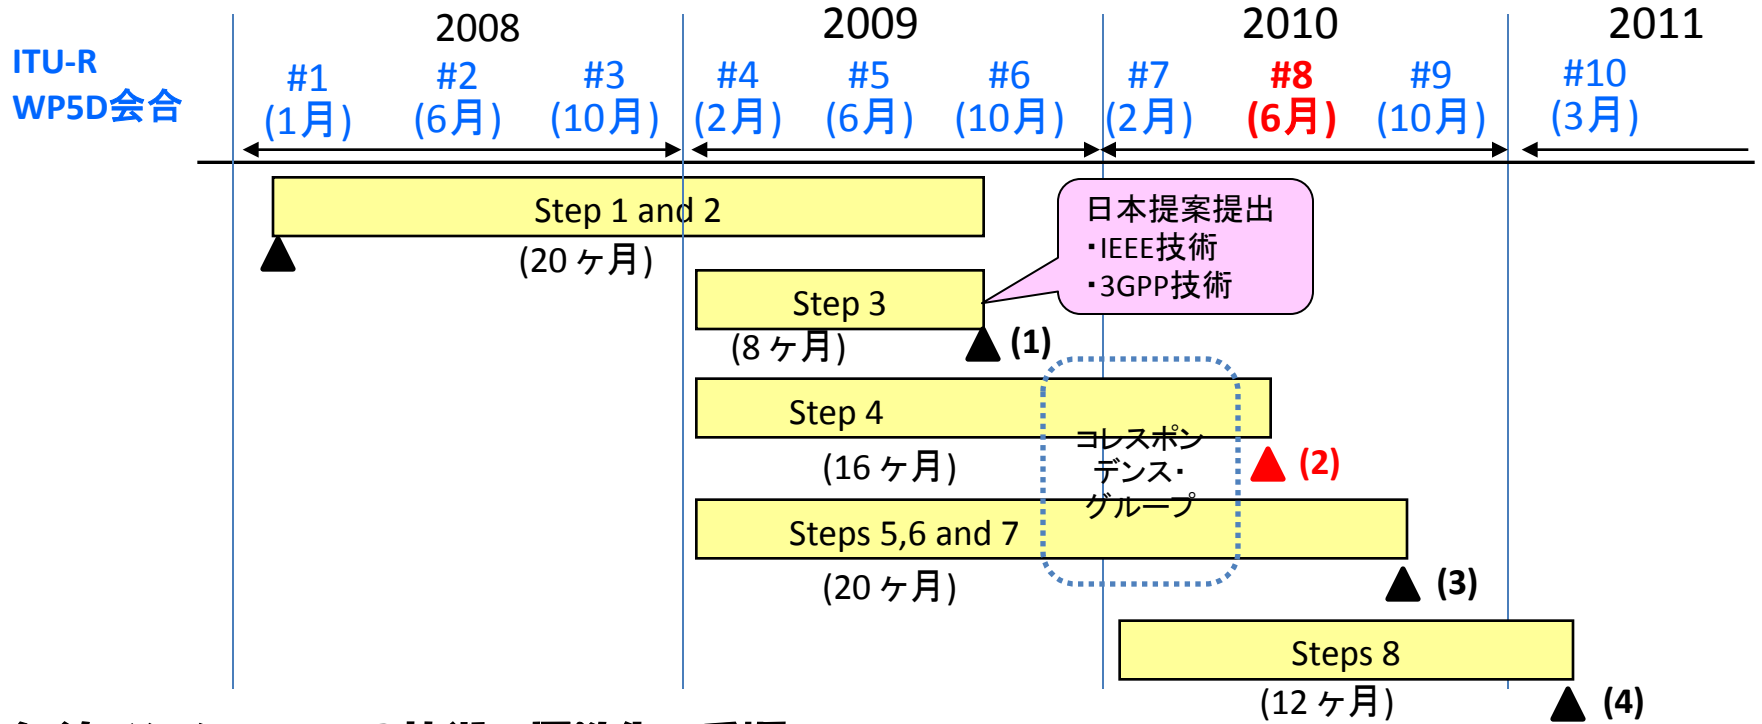 2008
2009
2010
2011
ITU-R
WP5D会合
#1
(1月)
#2
(6月)
#3
(10月)
#4
(2月)
#5
(6月)
#6
(10月)
#7
(2月)
#8
(6月)
#9
(10月)
#10
(3月)
Step 1 and 2
(20 ヶ月)
日本提案提出
・IEEE技術
・3GPP技術
Step 3
(8 ヶ月)
(1)
Step 4
(16 ヶ月)
コレスポン
デンス・
グループ
(2)
Steps 5,6 and 7
(20 ヶ月)
(3)
Steps 8
(12 ヶ月)
(4)